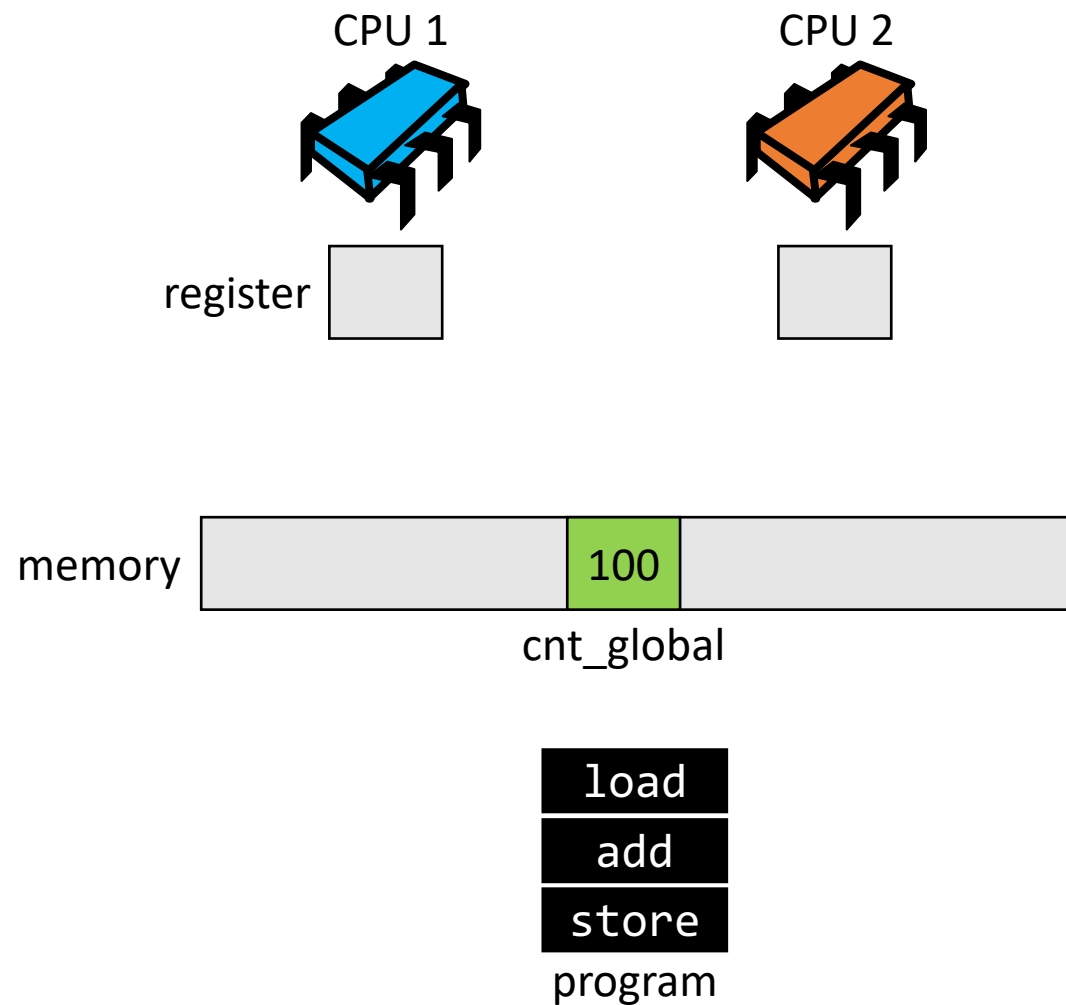 CPU 1
CPU 2
register
memory
100
cnt_global
load
add
store
program